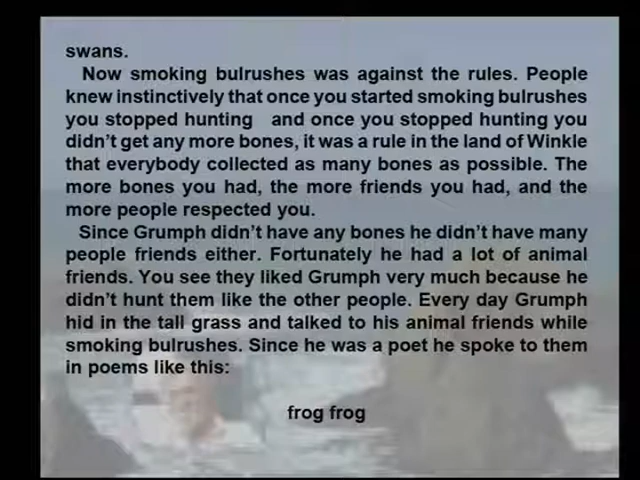 swans.
Now smoking bulrushes was against the rules. People
knew instinctively that once you started smoking bulrushes
you stopped hunting and once you stopped hunting you
didn't get any more bones, it was a rule in the land of Winkle
that everybody collected as many bones as possible. The
more bones you had, the more friends you had, and the
more people respected you.
Since Grumph didn't have any bones he didn't have many
people friends either. Fortunately he had a lot of animal
friends. You see they liked Grumph very much because he
didn't hunt them like the other people. Every day Grumph
hid in the tall grass and talked to his animal friends while
smoking bulrushes. Since he was a poet he spoke to them
in poems like this:
frog frog